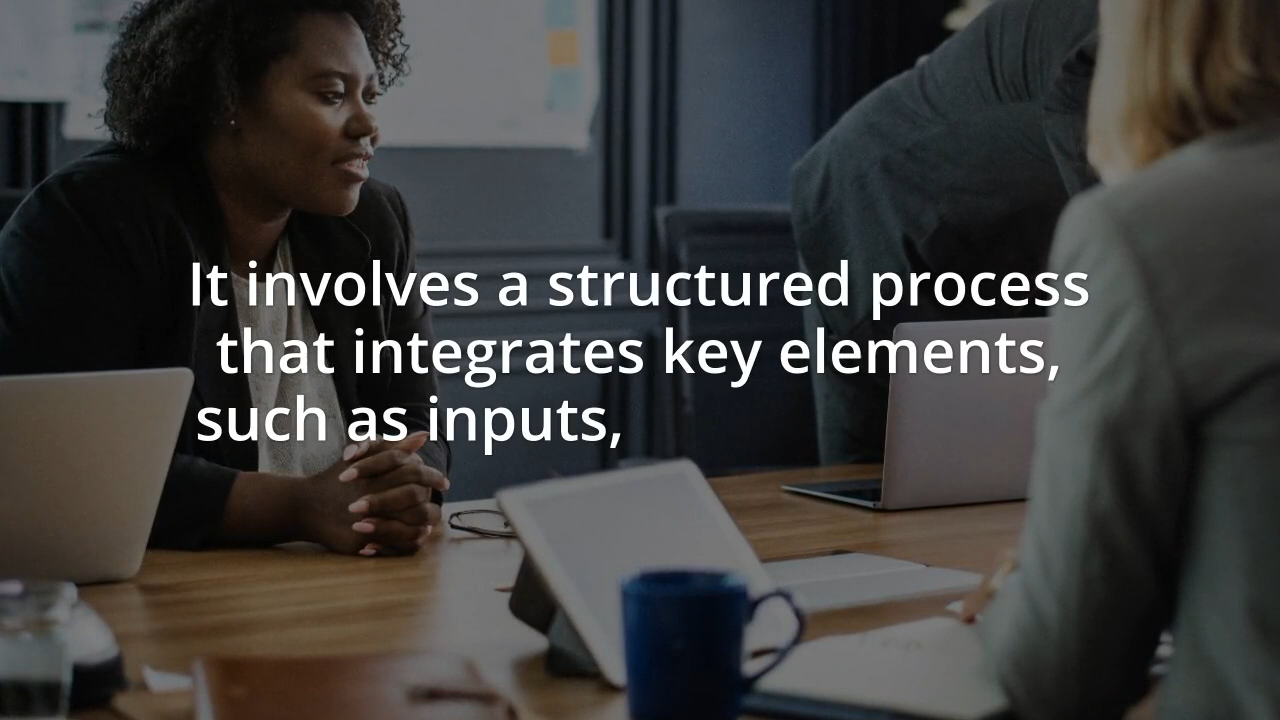 It involves a structured process
that integrates key elements,
such as inputs,